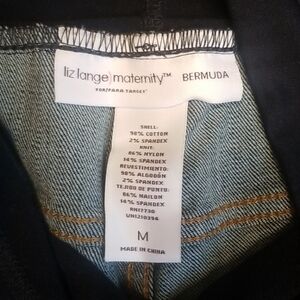 liz lange | maternity™ BERMUDA
FOR/PARA TARGET®
SHELL:
98% COTTON
2% SPANDEX
KNIT:
86% NYLON
14% SPANDEX
REVESTIMIENTO:
98% ALGODÓN
2% SPANDEX
TEJIDO DE PUNTO:
86% NAILON
14% SPANDEX
RN17730
UN1210394
M
MADE IN CHINA